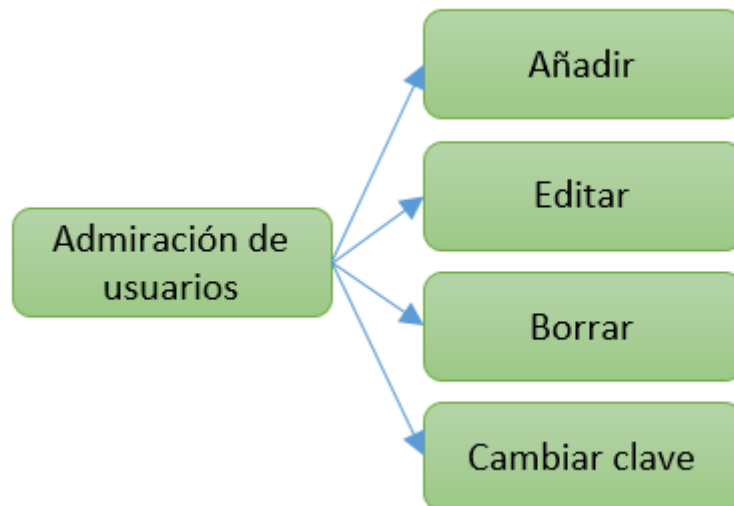 Añadir
Editar
Admiración de
usuarios
Borrar
Cambiar clave